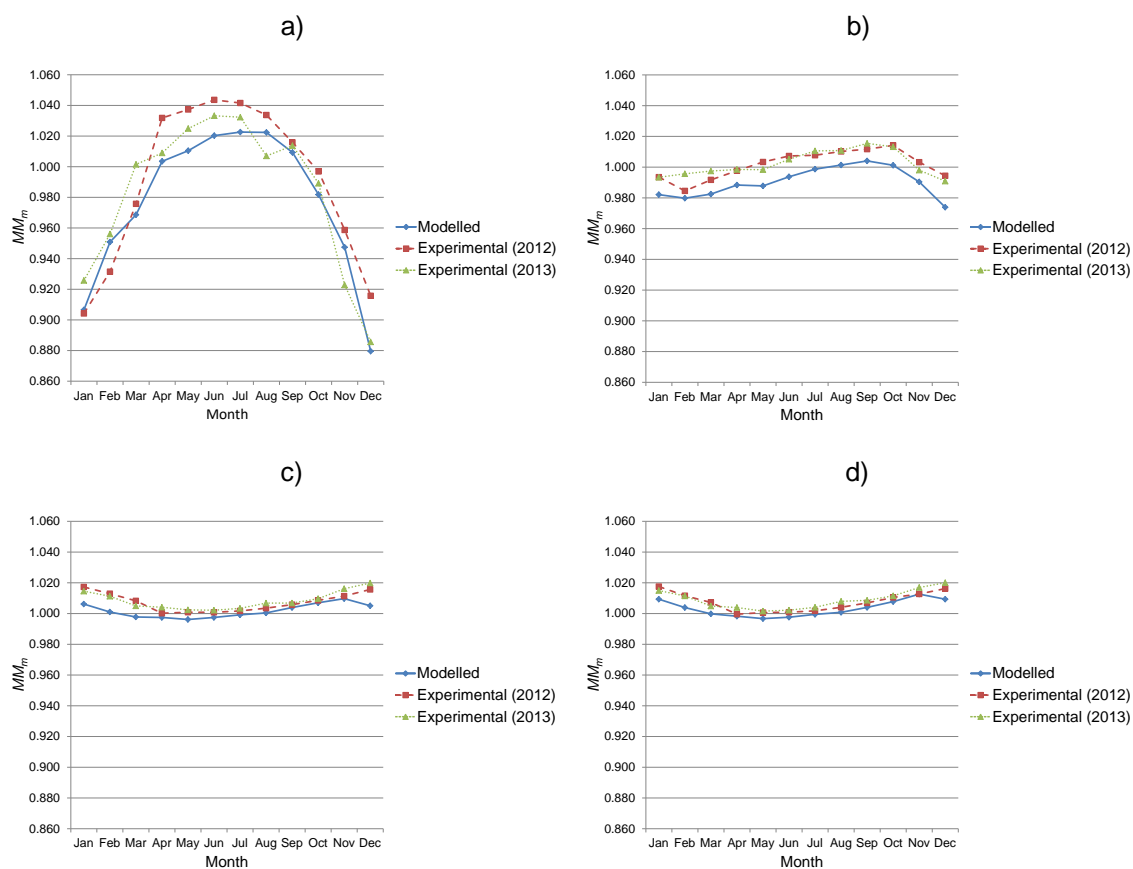 a)
1.060
1.040
1.020
1.000
0.980
0.960
0.940
0.920
0.900
0.880
0.860
MMm
Jan Feb Mar Apr May Jun Jul Aug Sep Oct Nov Dec
Month
Modelled
Experimental (2012)
Experimental (2013)
b)
1.060
1.040
1.020
1.000
0.980
0.960
0.940
0.920
0.900
0.880
0.860
MMm
Jan Feb Mar Apr May Jun Jul Aug Sep Oct Nov Dec
Month
Modelled
Experimental (2012)
Experimental (2013)
c)
1.060
1.040
1.020
1.000
0.980
0.960
0.940
0.920
0.900
0.880
0.860
MMm
Jan Feb Mar Apr May Jun Jul Aug Sep Oct Nov Dec
Month
Modelled
Experimental (2012)
Experimental (2013)
d)
1.060
1.040
1.020
1.000
0.980
0.960
0.940
0.920
0.900
0.880
0.860
MMm
Jan Feb Mar Apr May Jun Jul Aug Sep Oct Nov Dec
Month
Modelled
Experimental (2012)
Experimental (2013)